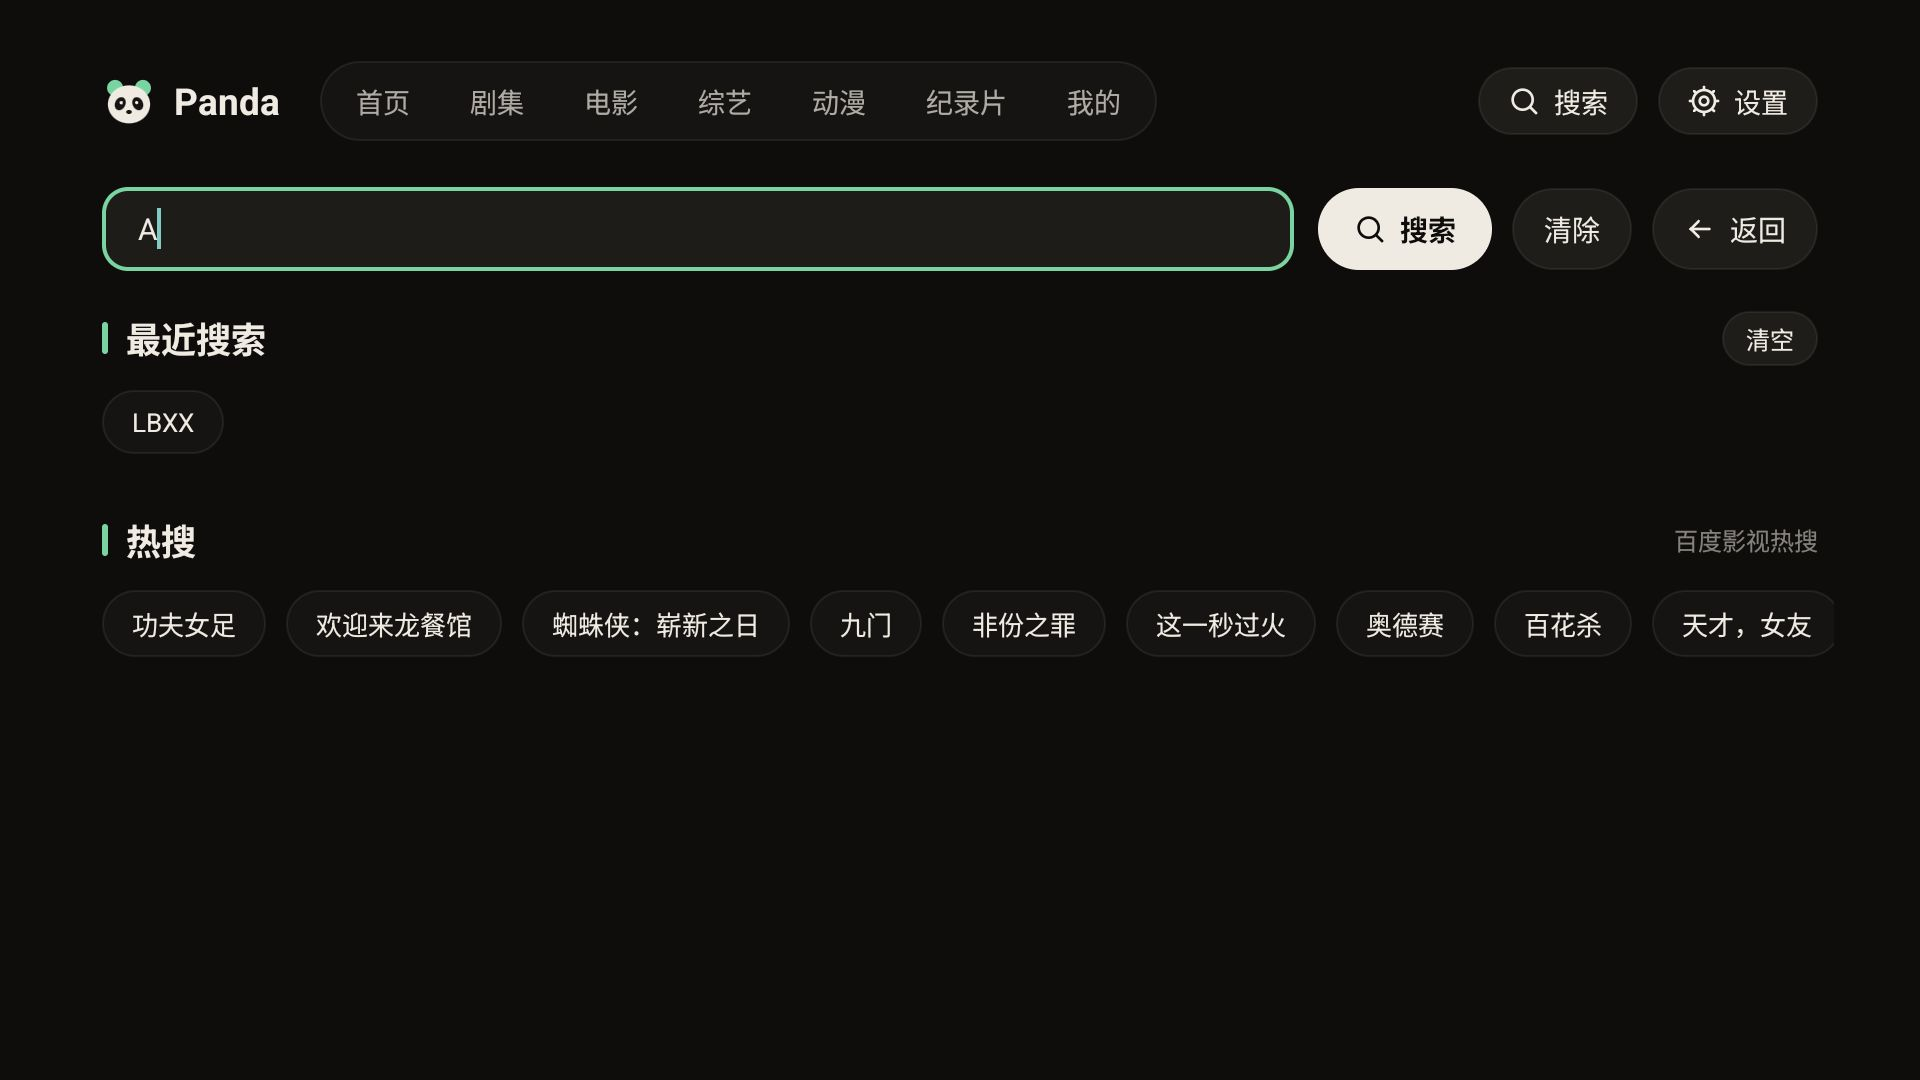 Panda 首页 剧集 电影 综艺 动漫 纪录片 我的 搜索 设置
A 搜索 清除 返回
最近搜索 清空
LBXX
热搜 百度影视热搜
功夫女足 欢迎来龙餐馆 蜘蛛侠：崭新之日 九门 非份之罪 这一秒过火 奥德赛 百花杀 天才，女友